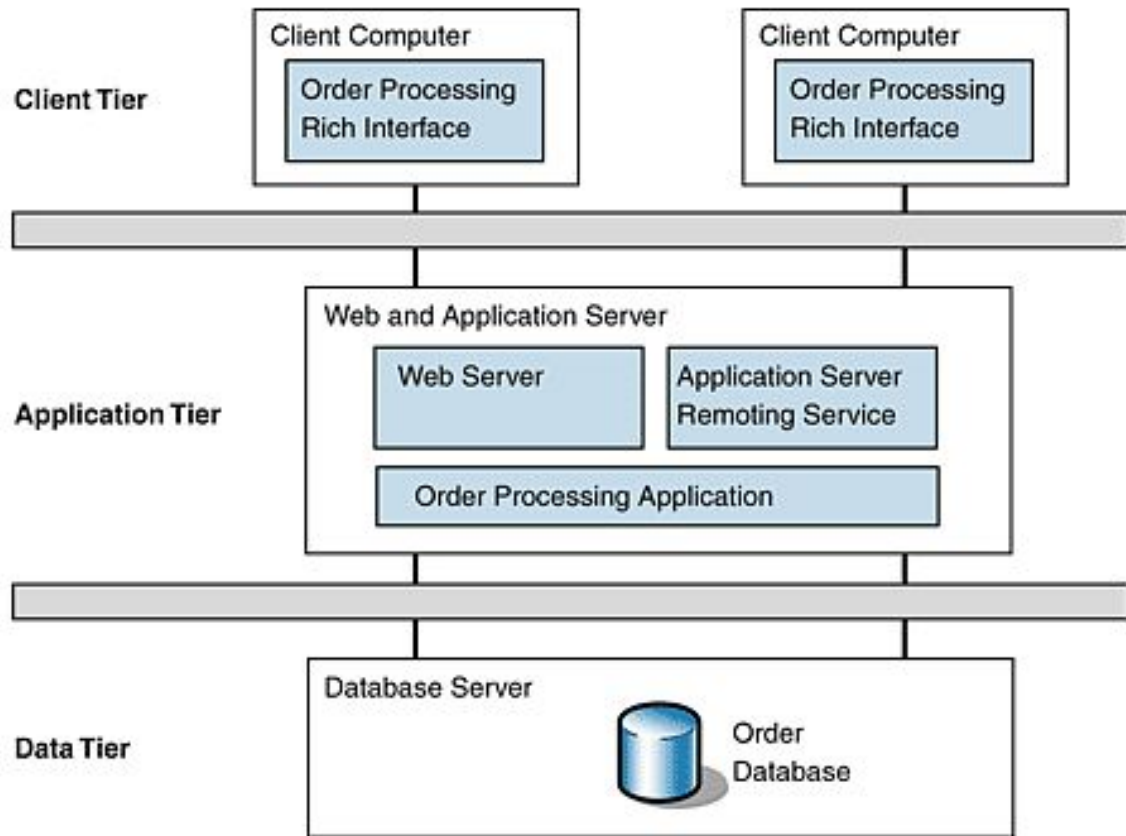 Client Computer
Client Computer
Order Processing
Rich Interface
Order Processing
Rich Interface
Client Tier
Web and Application Server
Web Server
Application Server
Remoting Service
Application Tier
Order Processing Application
Database Server
Order
Database
Data Tier